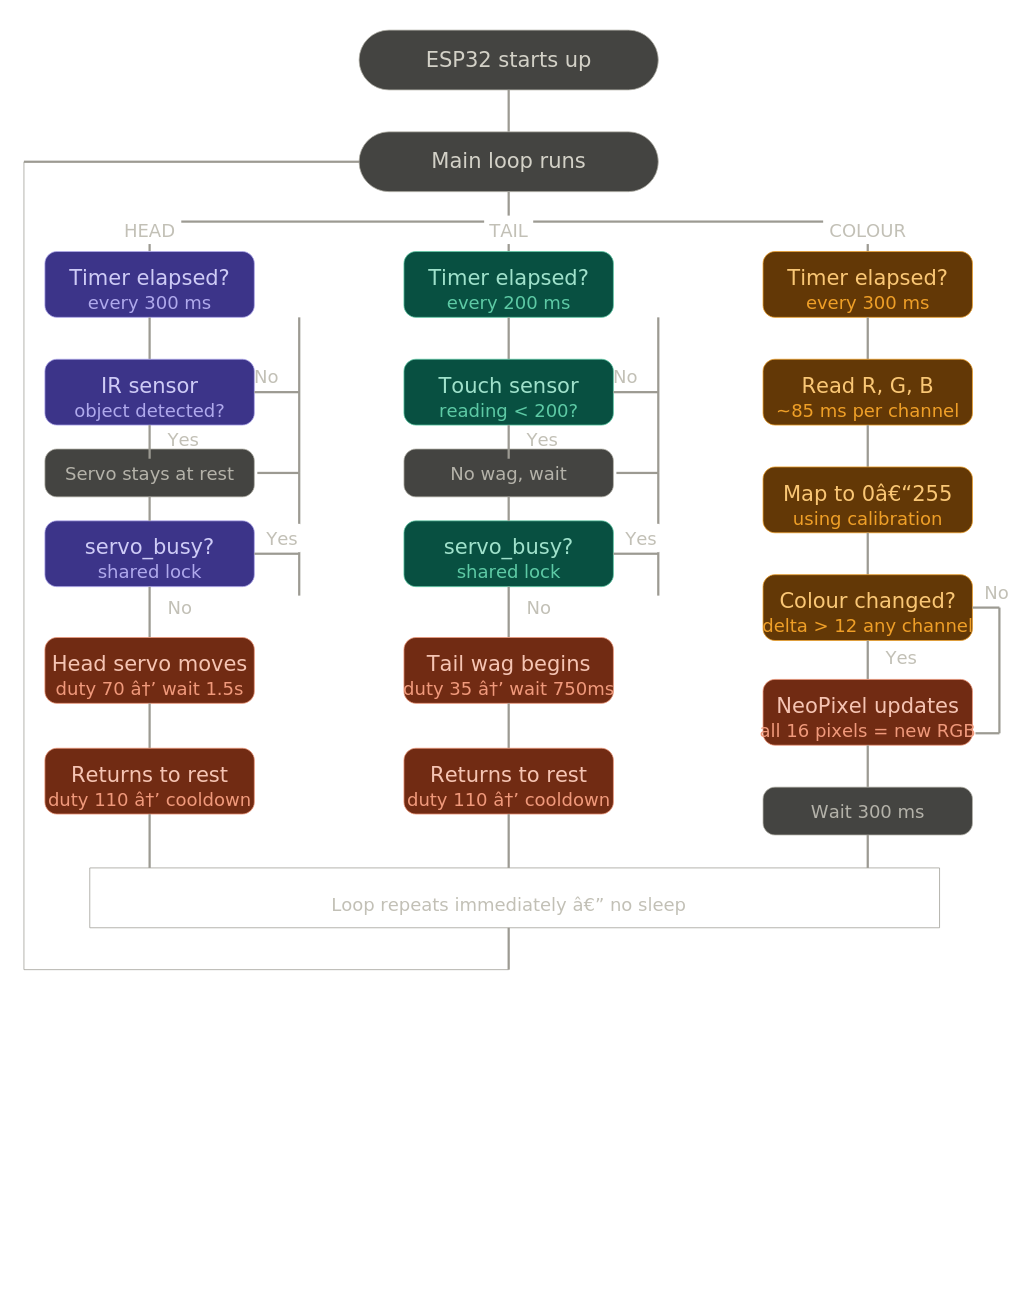 ESP32 starts up
Main loop runs
HEAD
TAIL
COLOUR
Timer elapsed?
every 300 ms
Timer elapsed?
every 200 ms
Timer elapsed?
every 300 ms
IR sensor
object detected?
No
Touch sensor
reading < 200?
No
Read R, G, B
~85 ms per channel
Yes
Yes
Servo stays at rest
No wag, wait
Map to 0â€“255
using calibration
servo_busy?
shared lock
Yes
servo_busy?
shared lock
Yes
Colour changed?
delta > 12 any channel
No
No
No
Yes
Head servo moves
duty 70 â†’ wait 1.5s
Tail wag begins
duty 35 â†’ wait 750ms
NeoPixel updates
all 16 pixels = new RGB
Returns to rest
duty 110 â†’ cooldown
Returns to rest
duty 110 â†’ cooldown
Wait 300 ms
Loop repeats immediately â€” no sleep